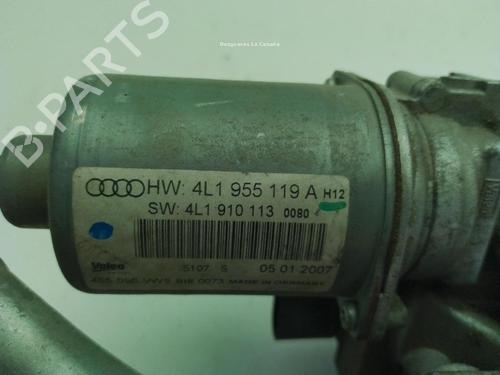 Desguaces La Cabaña
B-PARTS
HW: 4L1 955 119 A H12
SW: 4L1 910 113 0080
Valeo
5107 S 05 01 2007
MADE IN GERMANY